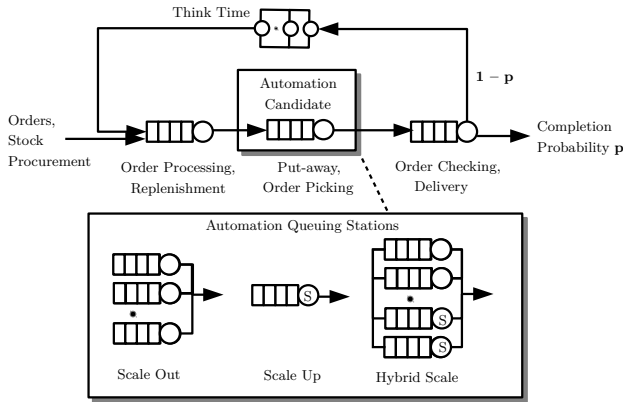 Think Time
1 − p
Automation
Candidate
Orders,
Stock
Procurement
Completion
Probability p
Order Processing,
Replenishment
Put-away,
Order Picking
Order Checking,
Delivery
Automation Queuing Stations
S
S
S
Scale Out
Scale Up
Hybrid Scale